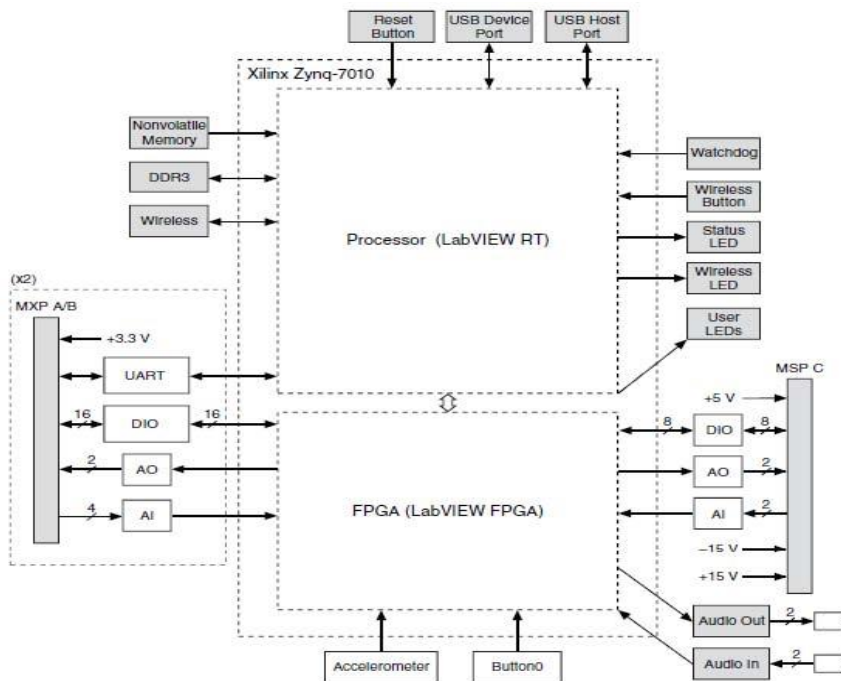 Reset
Button
USB Device
Port
USB Host
Port
Xilinx Zynq-7010
Nonvolatile
Memory
DDR3
Wireless
Processor (LabVIEW RT)
Watchdog
Wireless
Button
Status
LED
Wireless
LED
User
LEDs
(x2)
MXP A/B
+3.3 V
UART
16
DIO
16
2
AO
4
AI
FPGA (LabVIEW FPGA)
MSP C
+5 V
8
DIO
8
AO
2
AI
2
–15 V
+15 V
Audio Out
2
Audio In
2
Accelerometer
Button0